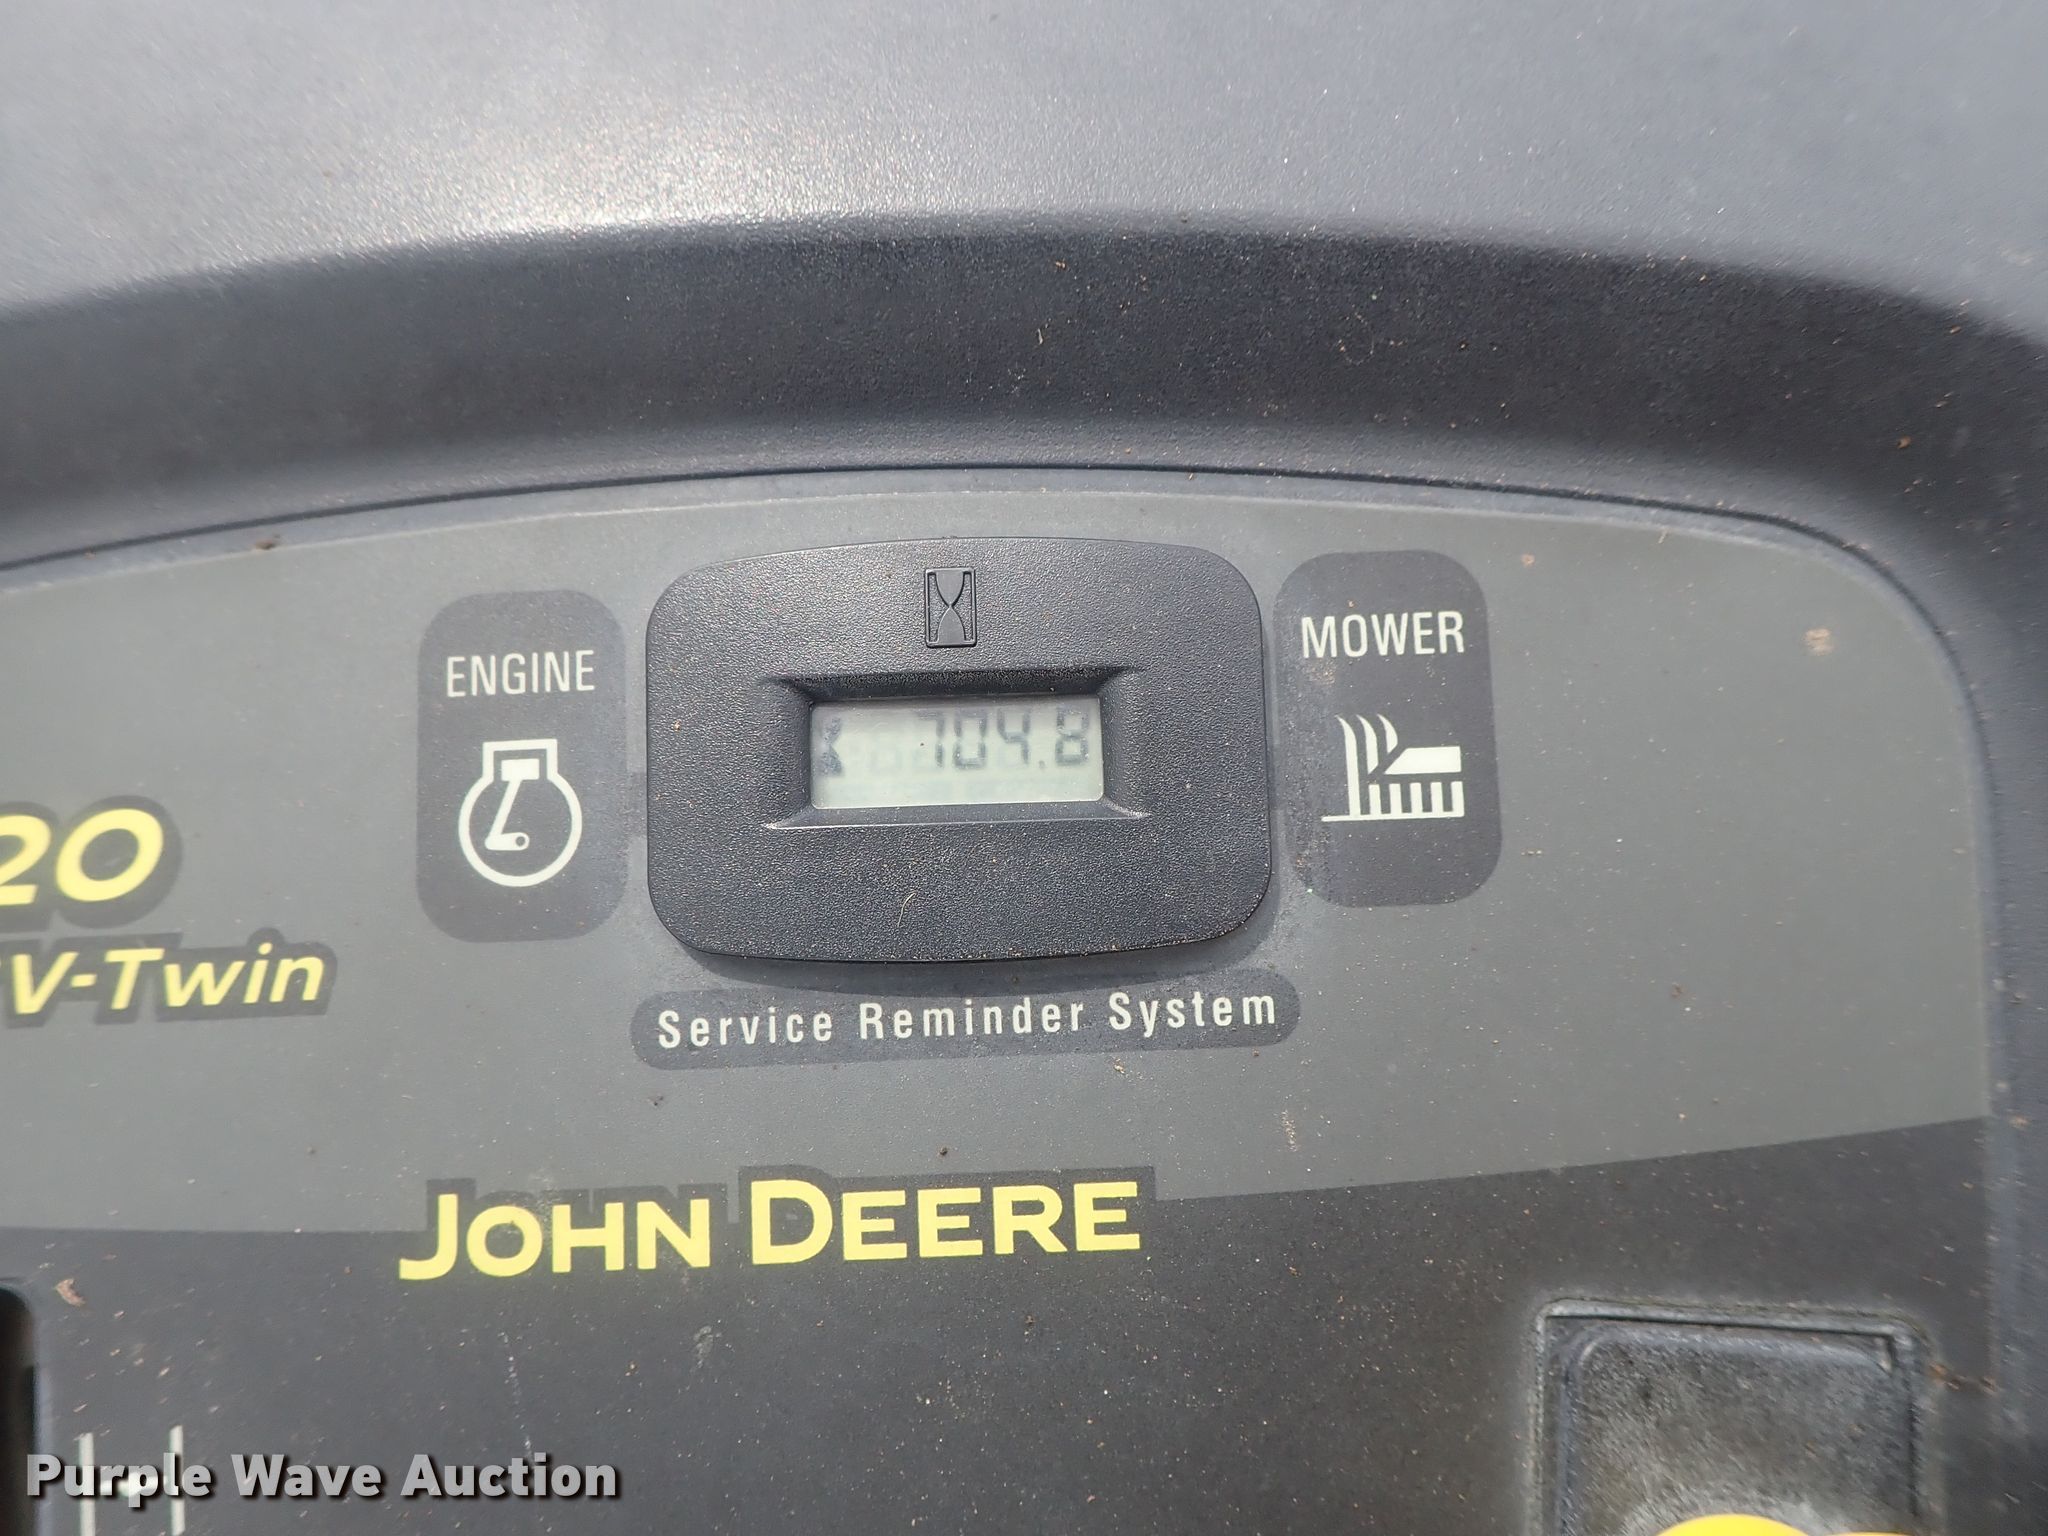 ENGINE
MOWER
704.8
20
V-Twin
Service Reminder System
JOHN DEERE
Purple Wave Auction